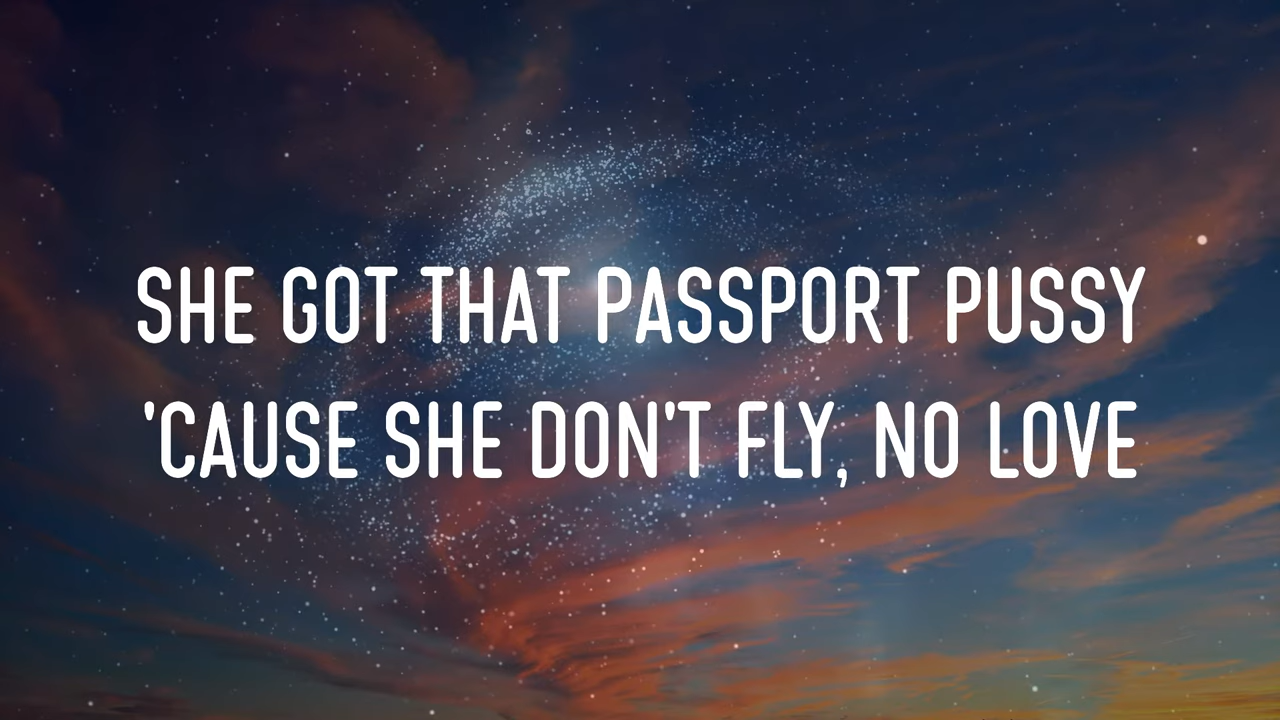 SHE GOT THAT PASSPORT PUSSY
'CAUSE SHE DON'T FLY, NO LOVE